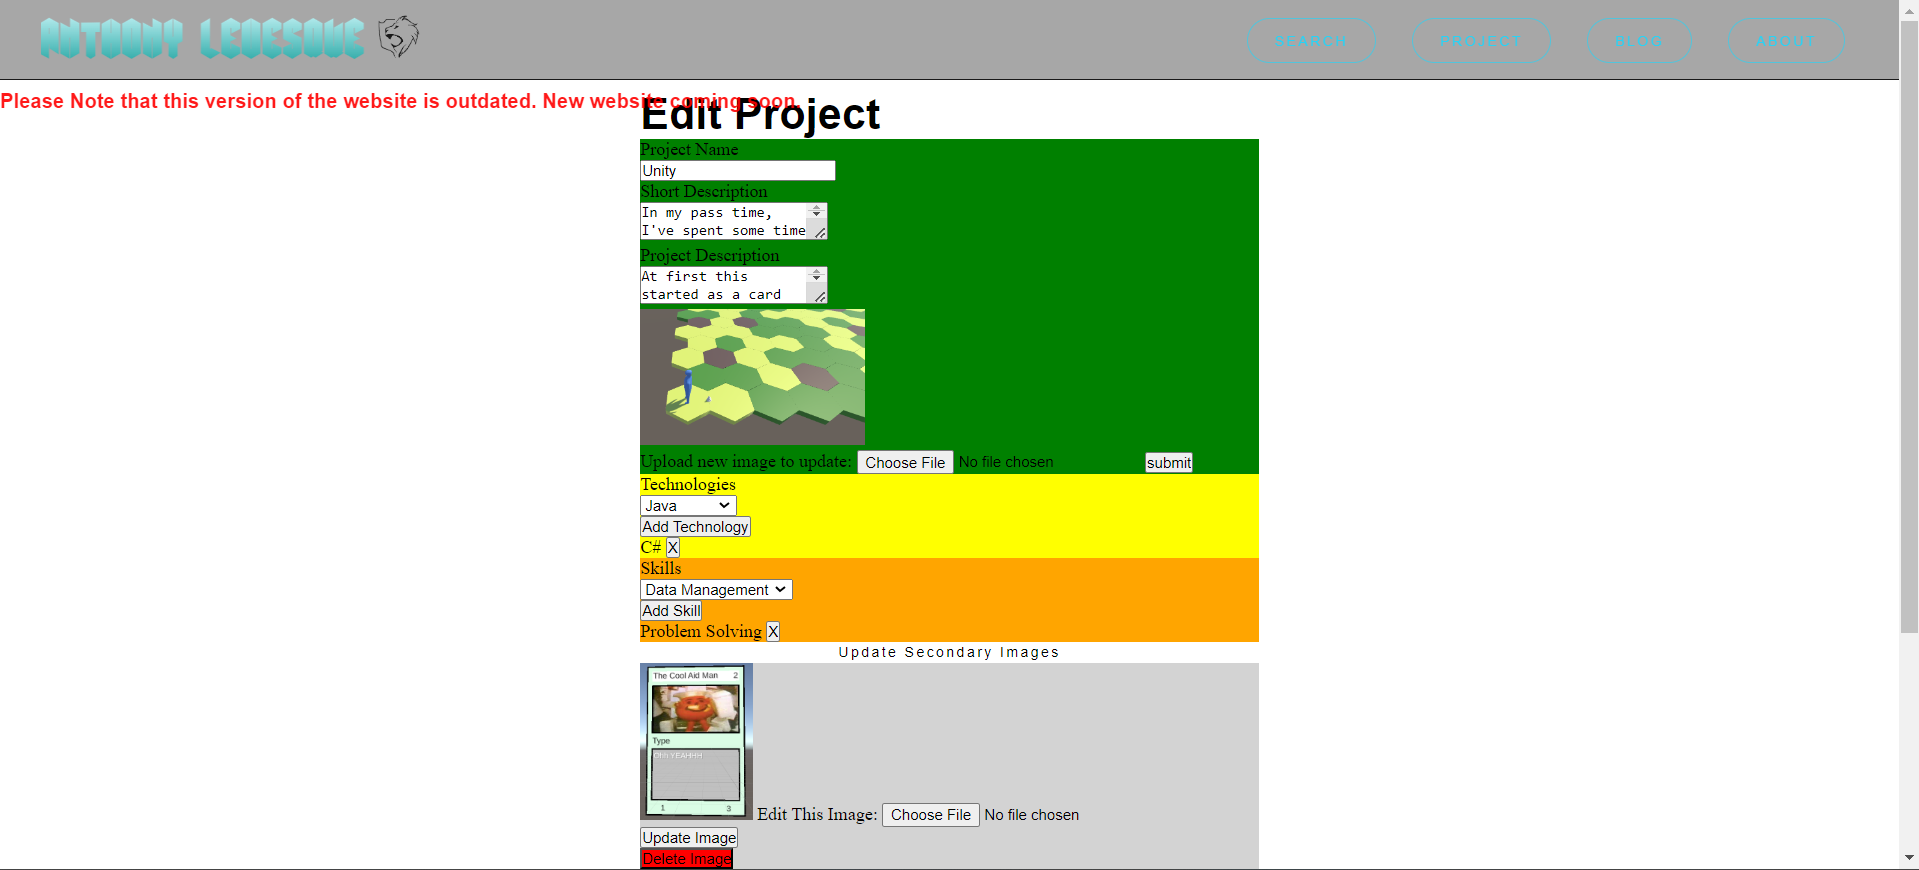 ANTHONY LEVESQUE
SEARCH
PROJECT
BLOG
ABOUT
Please Note that this version of the website is outdated. New website coming soon.
Edit Project
Project Name
Unity
Short Description
In my pass time,
I've spent some time
Project Description
At first this
started as a card
Upload new image to update: Choose File No file chosen submit
Technologies
Java
Add Technology
C# X
Skills
Data Management
Add Skill
Problem Solving X
Update Secondary Images
The Cool Aid Man 2
Type
Ohh YEAHHH
1 3
Edit This Image: Choose File No file chosen
Update Image
Delete Image